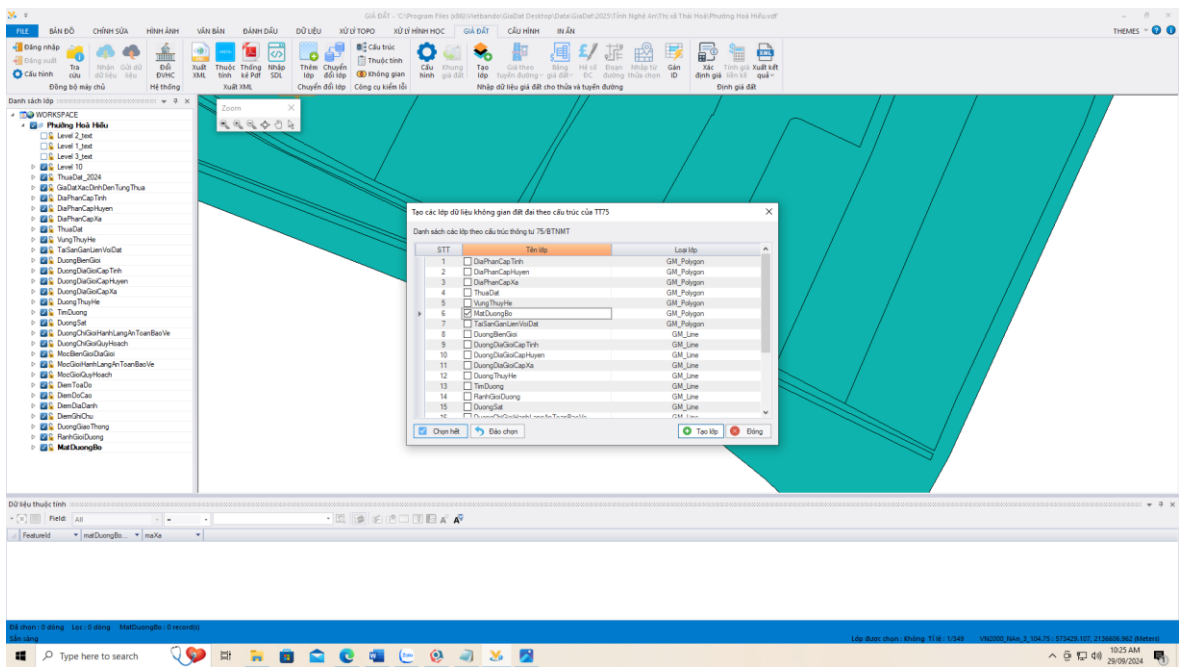 GIÁ ĐẤT - 'C:\Program Files (x86)\Vietbando\GiaDat Desktop\Data\GiaDat\2025\Tỉnh Nghệ An\Thị xã Thái Hoà\Phường Hoà Hiếu.vdf'
FILE BẢN ĐỒ CHỈNH SỬA HÌNH ẢNH VĂN BẢN ĐÁNH DẤU DỮ LIỆU XỬ LÝ TOPO XỬ LÝ HÌNH HỌC GIÁ ĐẤT CẤU HÌNH IN ẤN THEMES
Đăng nhập
Đăng xuất
Cấu hình
Tra cứu
Nhận dữ liệu
Gửi dữ liệu
Đổi ĐVHC
Xuất XML
Thuộc tính
Thống kê Pdf
Nhập SDL
Thêm lớp
Chuyển đổi lớp
Cấu trúc
Thuộc tính
Không gian
Cấu hình
Khung giá đất
Tạo lớp
Giá theo tuyến đường
Bảng giá đất
Hệ số ĐC
Đoạn đường
Nhập từ thửa chọn
Gán ID
Xác định giá
Tính giá liền kề
Xuất kết quả
Đồng bộ máy chủ Hệ thống Xuất XML Chuyển đổi lớp Công cụ kiểm lỗi Nhập dữ liệu giá đất cho thửa và tuyến đường Định giá đất
Danh sách lớp
Zoom
WORKSPACE
Phường Hoà Hiếu
Level 2_text
Level 1_text
Level 3_text
Level 10
ThuaDat_2024
GiaDatXacDinhDenTungThua
DiaPhanCapTinh
DiaPhanCapHuyen
DiaPhanCapXa
ThuaDat
VungThuyHe
TaiSanGanLienVoiDat
DuongBienGioi
DuongDiaGioiCapTinh
DuongDiaGioiCapHuyen
DuongDiaGioiCapXa
DuongThuyHe
TimDuong
DuongSat
DuongChiGioiHanhLangAnToanBaoVe
DuongChiGioiQuyHoach
MocBienGioiDiaGioi
MocGioiHanhLangAnToanBaoVe
MocGioiQuyHoach
DiemToaDo
DiemDoCao
DiemDiaDanh
DiemGhiChu
DuongGiaoThong
RanhGioiDuong
MatDuongBo
Tạo các lớp dữ liệu không gian đất đai theo cấu trúc của TT75
Danh sách các lớp theo cấu trúc thông tư 75/BTNMT
STT Tên lớp Loại lớp
1 DiaPhanCapTinh GM_Polygon
2 DiaPhanCapHuyen GM_Polygon
3 DiaPhanCapXa GM_Polygon
4 ThuaDat GM_Polygon
5 VungThuyHe GM_Polygon
6 MatDuongBo GM_Polygon
7 TaiSanGanLienVoiDat GM_Polygon
8 DuongBienGioi GM_Line
9 DuongDiaGioiCapTinh GM_Line
10 DuongDiaGioiCapHuyen GM_Line
11 DuongDiaGioiCapXa GM_Line
12 DuongThuyHe GM_Line
13 TimDuong GM_Line
14 RanhGioiDuong GM_Line
15 DuongSat GM_Line
16 DuongChiGioiHanhLangAnToanBaoVe GM_Line
Chọn hết Đảo chọn Tạo lớp Đóng
Dữ liệu thuộc tính
Field: All =
FeatureId matDuongBo... maXa
Đã chọn : 0 dòng Lọc : 0 dòng MatDuongBo : 0 record(s)
Sẵn sàng Lớp được chọn : Không Tỉ lệ : 1/549 VN2000_NAn_3_104.75 : 573429.107; 2136606.962 (Meters)
Type here to search
10:25 AM
29/09/2024